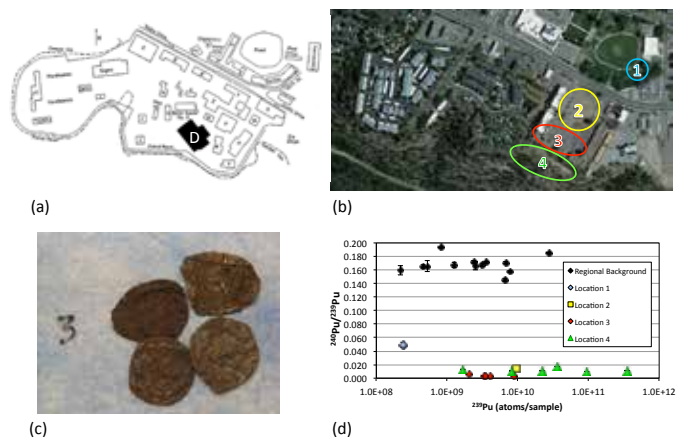 D
(a)
1
2
3
4
(b)
3
(c)
0.200
0.180
0.160
0.140
0.120
0.100
0.080
0.060
0.040
0.020
0.000
²⁴⁰Pu/²³⁹Pu
1.0E+08
1.0E+09
1.0E+10
1.0E+11
1.0E+12
²³⁹Pu (atoms/sample)
Regional Background
Location 1
Location 2
Location 3
Location 4
(d)